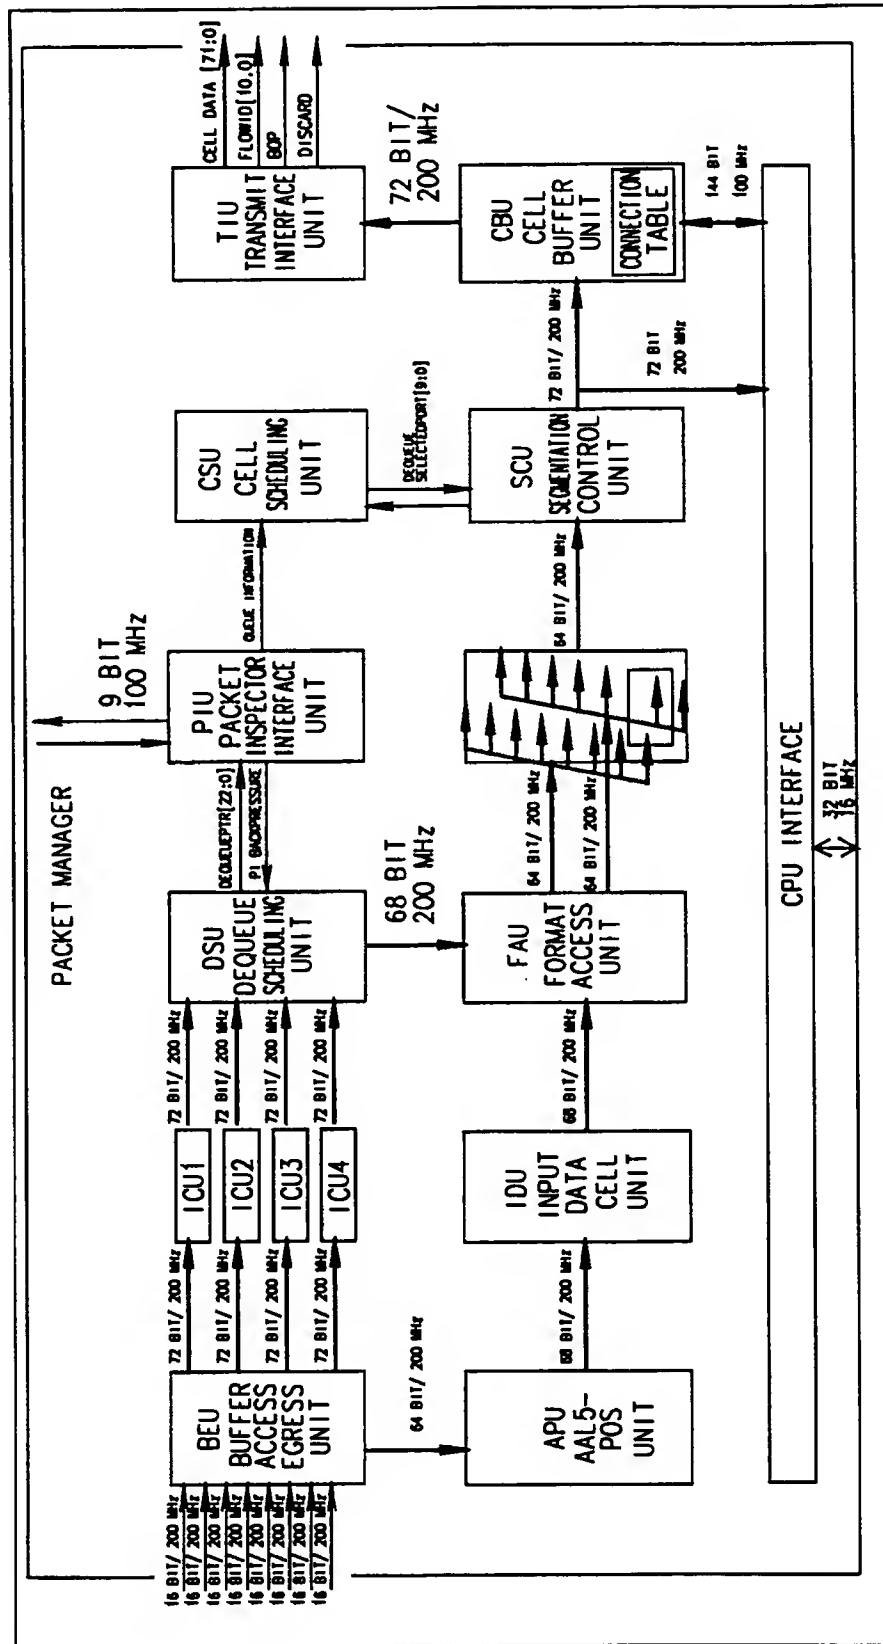 PACKET MANAGER
9 BIT
100 MHz
16 BIT/ 200 MHz
16 BIT/ 200 MHz
16 BIT/ 200 MHz
16 BIT/ 200 MHz
16 BIT/ 200 MHz
16 BIT/ 200 MHz
16 BIT/ 200 MHz
16 BIT/ 200 MHz
BEU
BUFFER
ACCESS
EGRESS
UNIT
72 BIT/ 200 MHz
72 BIT/ 200 MHz
72 BIT/ 200 MHz
72 BIT/ 200 MHz
ICU1
ICU2
ICU3
ICU4
72 BIT/ 200 MHz
72 BIT/ 200 MHz
72 BIT/ 200 MHz
72 BIT/ 200 MHz
DSU
DEQUEUE
SCHEDULING
UNIT
DEQUEUEPTR[22:0]
PI BACKPRESSURE
PIU
PACKET
INSPECTOR
INTERFACE
UNIT
QUEUE INFORMATION
CSU
CELL
SCHEDULING
UNIT
TIU
TRANSMIT
INTERFACE
UNIT
CELL DATA [71:0]
FLOWID[10.0]
BOP
DISCARD
64 BIT/ 200 MHz
68 BIT
200 MHz
DEQUEUE
SELECTEDPORT[9:0]
72 BIT/
200 MHz
APU
AAL5-
POS
UNIT
68 BIT/ 200 MHz
IDU
INPUT
DATA
CELL
UNIT
68 BIT/ 200 MHz
FAU
FORMAT
ACCESS
UNIT
64 BIT/ 200 MHz
64 BIT/ 200 MHz
64 BIT/ 200 MHz
SCU
SEGMENTATION
CONTROL
UNIT
72 BIT/ 200 MHz
72 BIT
200 MHz
CBU
CELL
BUFFER
UNIT
CONNECTION
TABLE
144 BIT
100 MHz
CPU INTERFACE
32 BIT
16 MHz